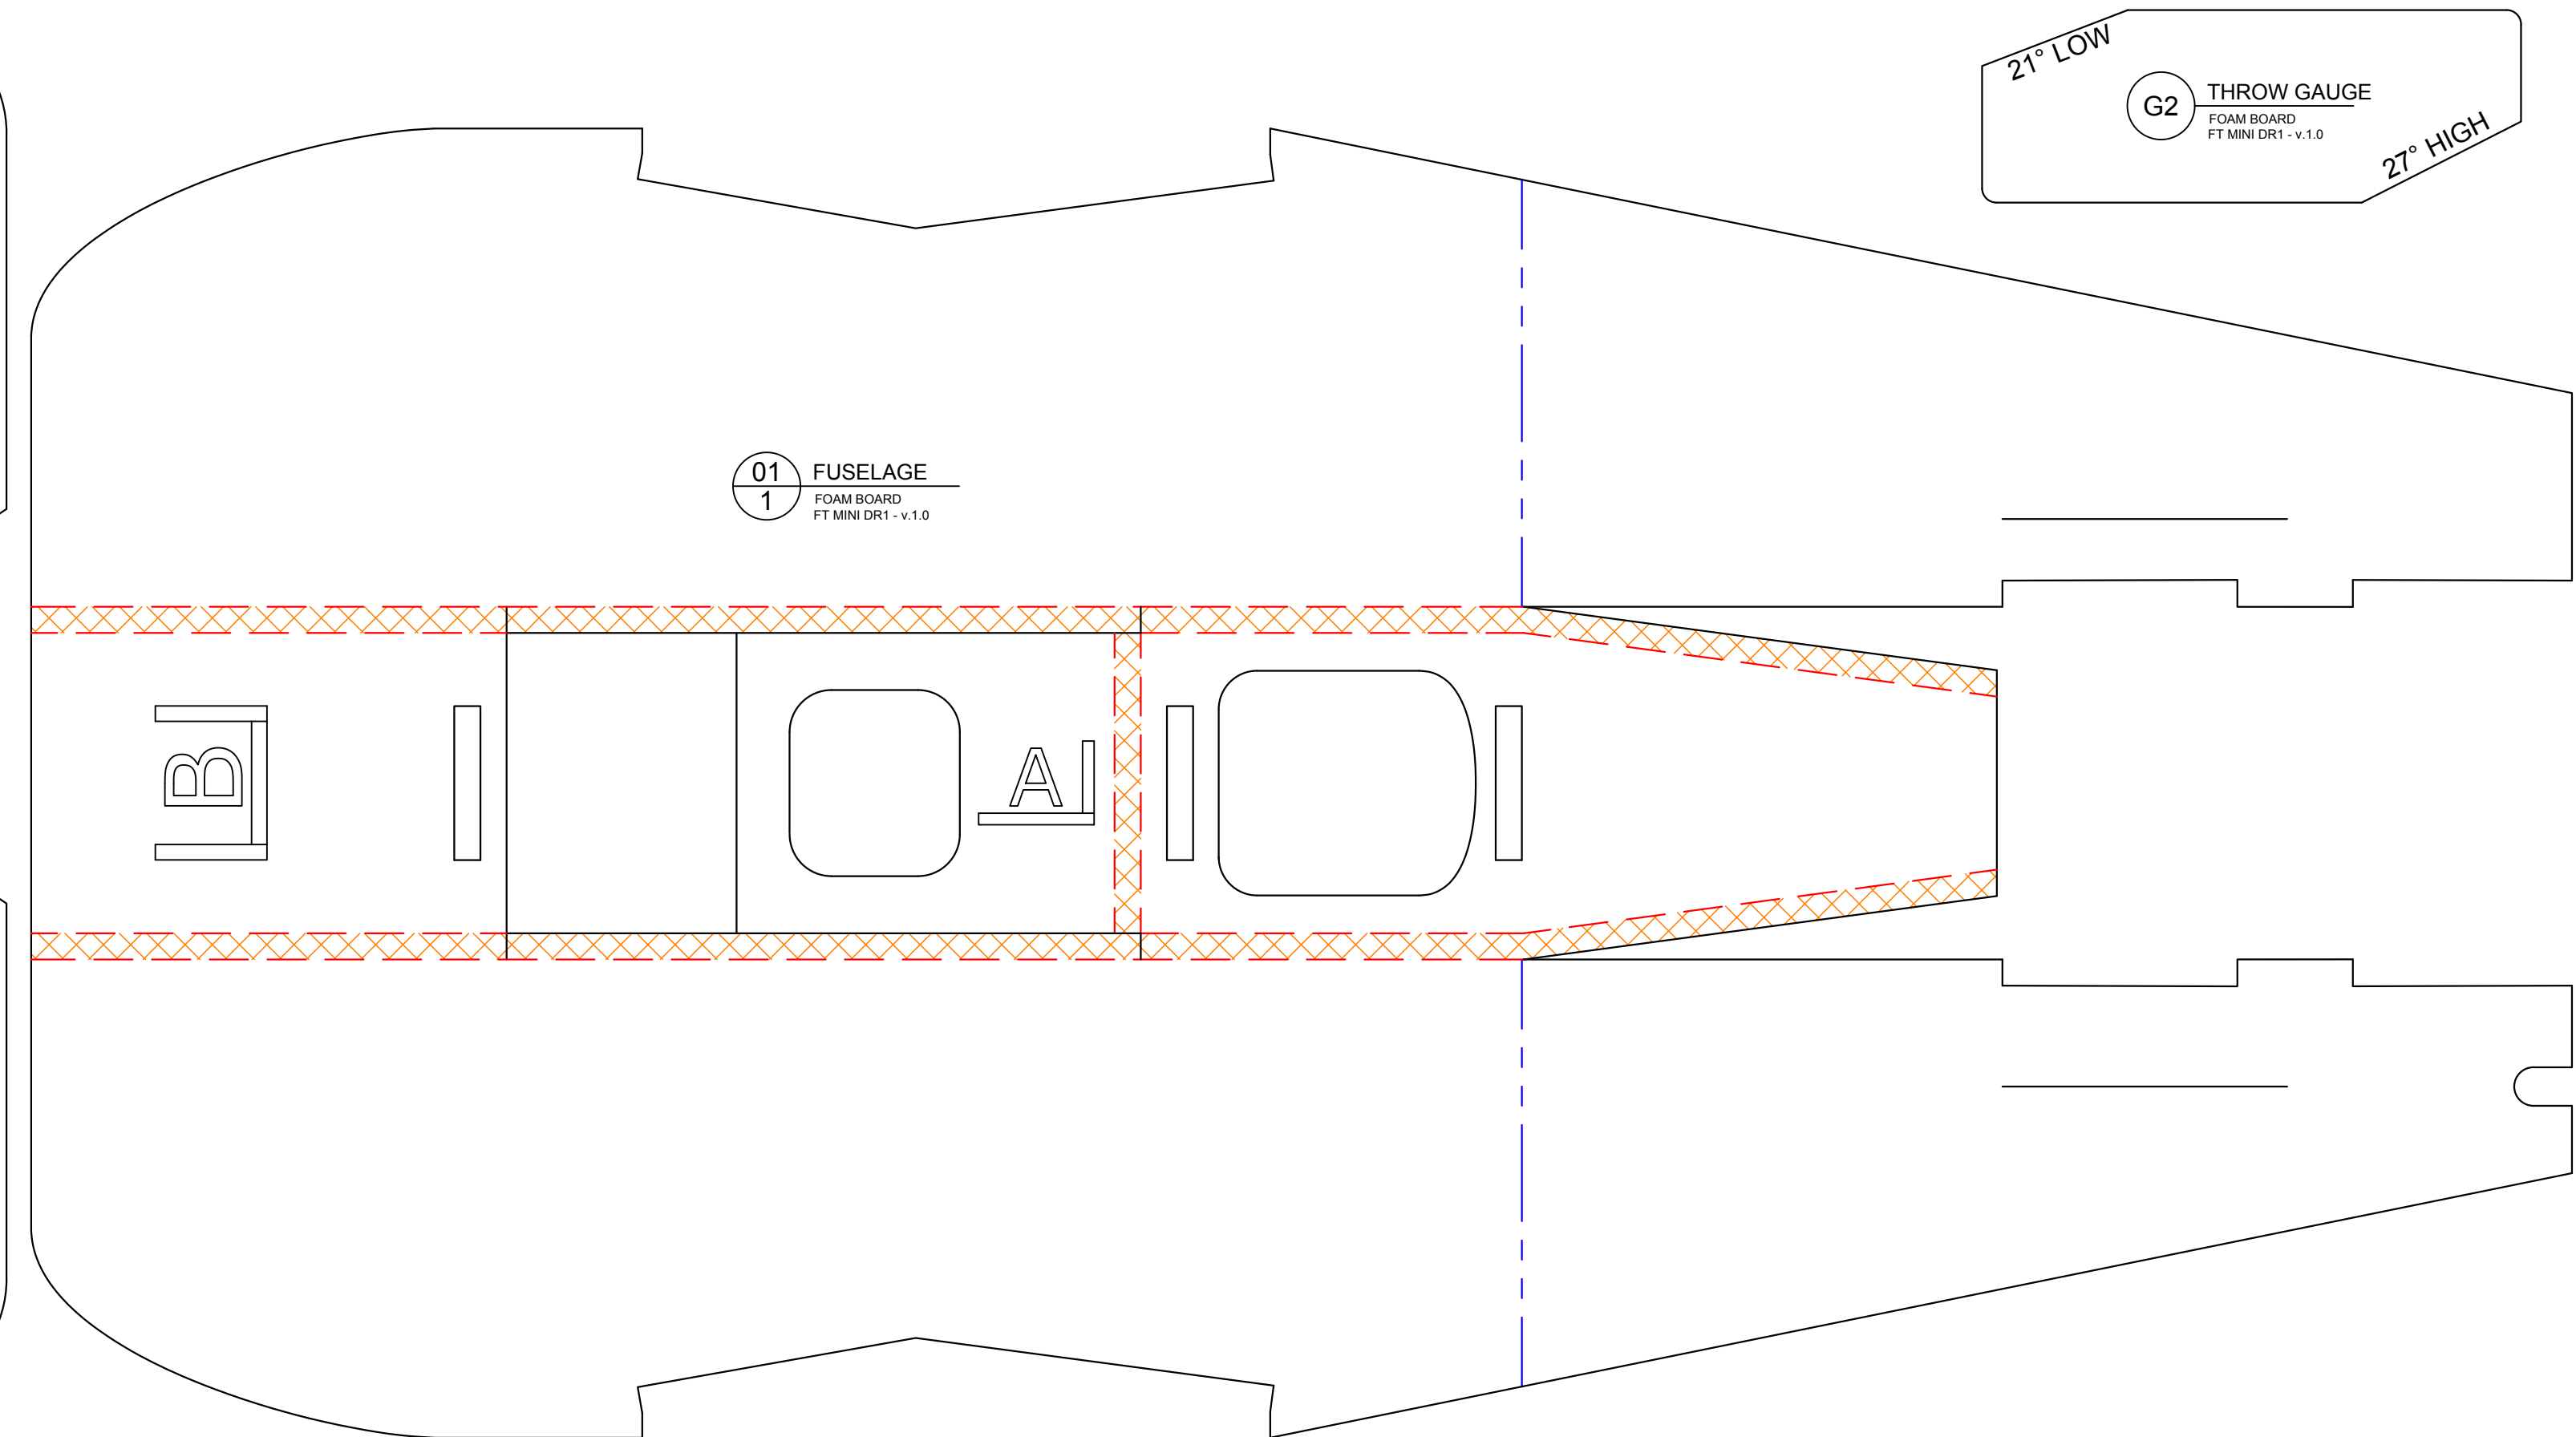 21° LOW
G2
THROW GAUGE
FOAM BOARD
FT MINI DR1 - v.1.0
27° HIGH
01
1
FUSELAGE
FOAM BOARD
FT MINI DR1 - v.1.0
B
A